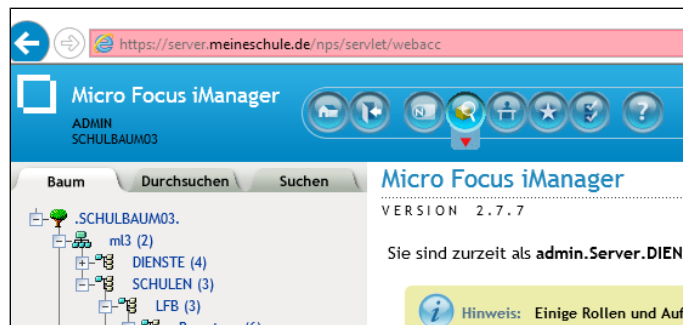 https://server.meineschule.de/nps/servlet/webacc
Micro Focus iManager
ADMIN
SCHULBAUM03
Baum
Durchsuchen
Suchen
.SCHULBAUM03.
ml3 (2)
DIENSTE (4)
SCHULEN (3)
LFB (3)
Micro Focus iManager
VERSION 2.7.7
Sie sind zurzeit als admin.Server.DIEN
Hinweis: Einige Rollen und Auf